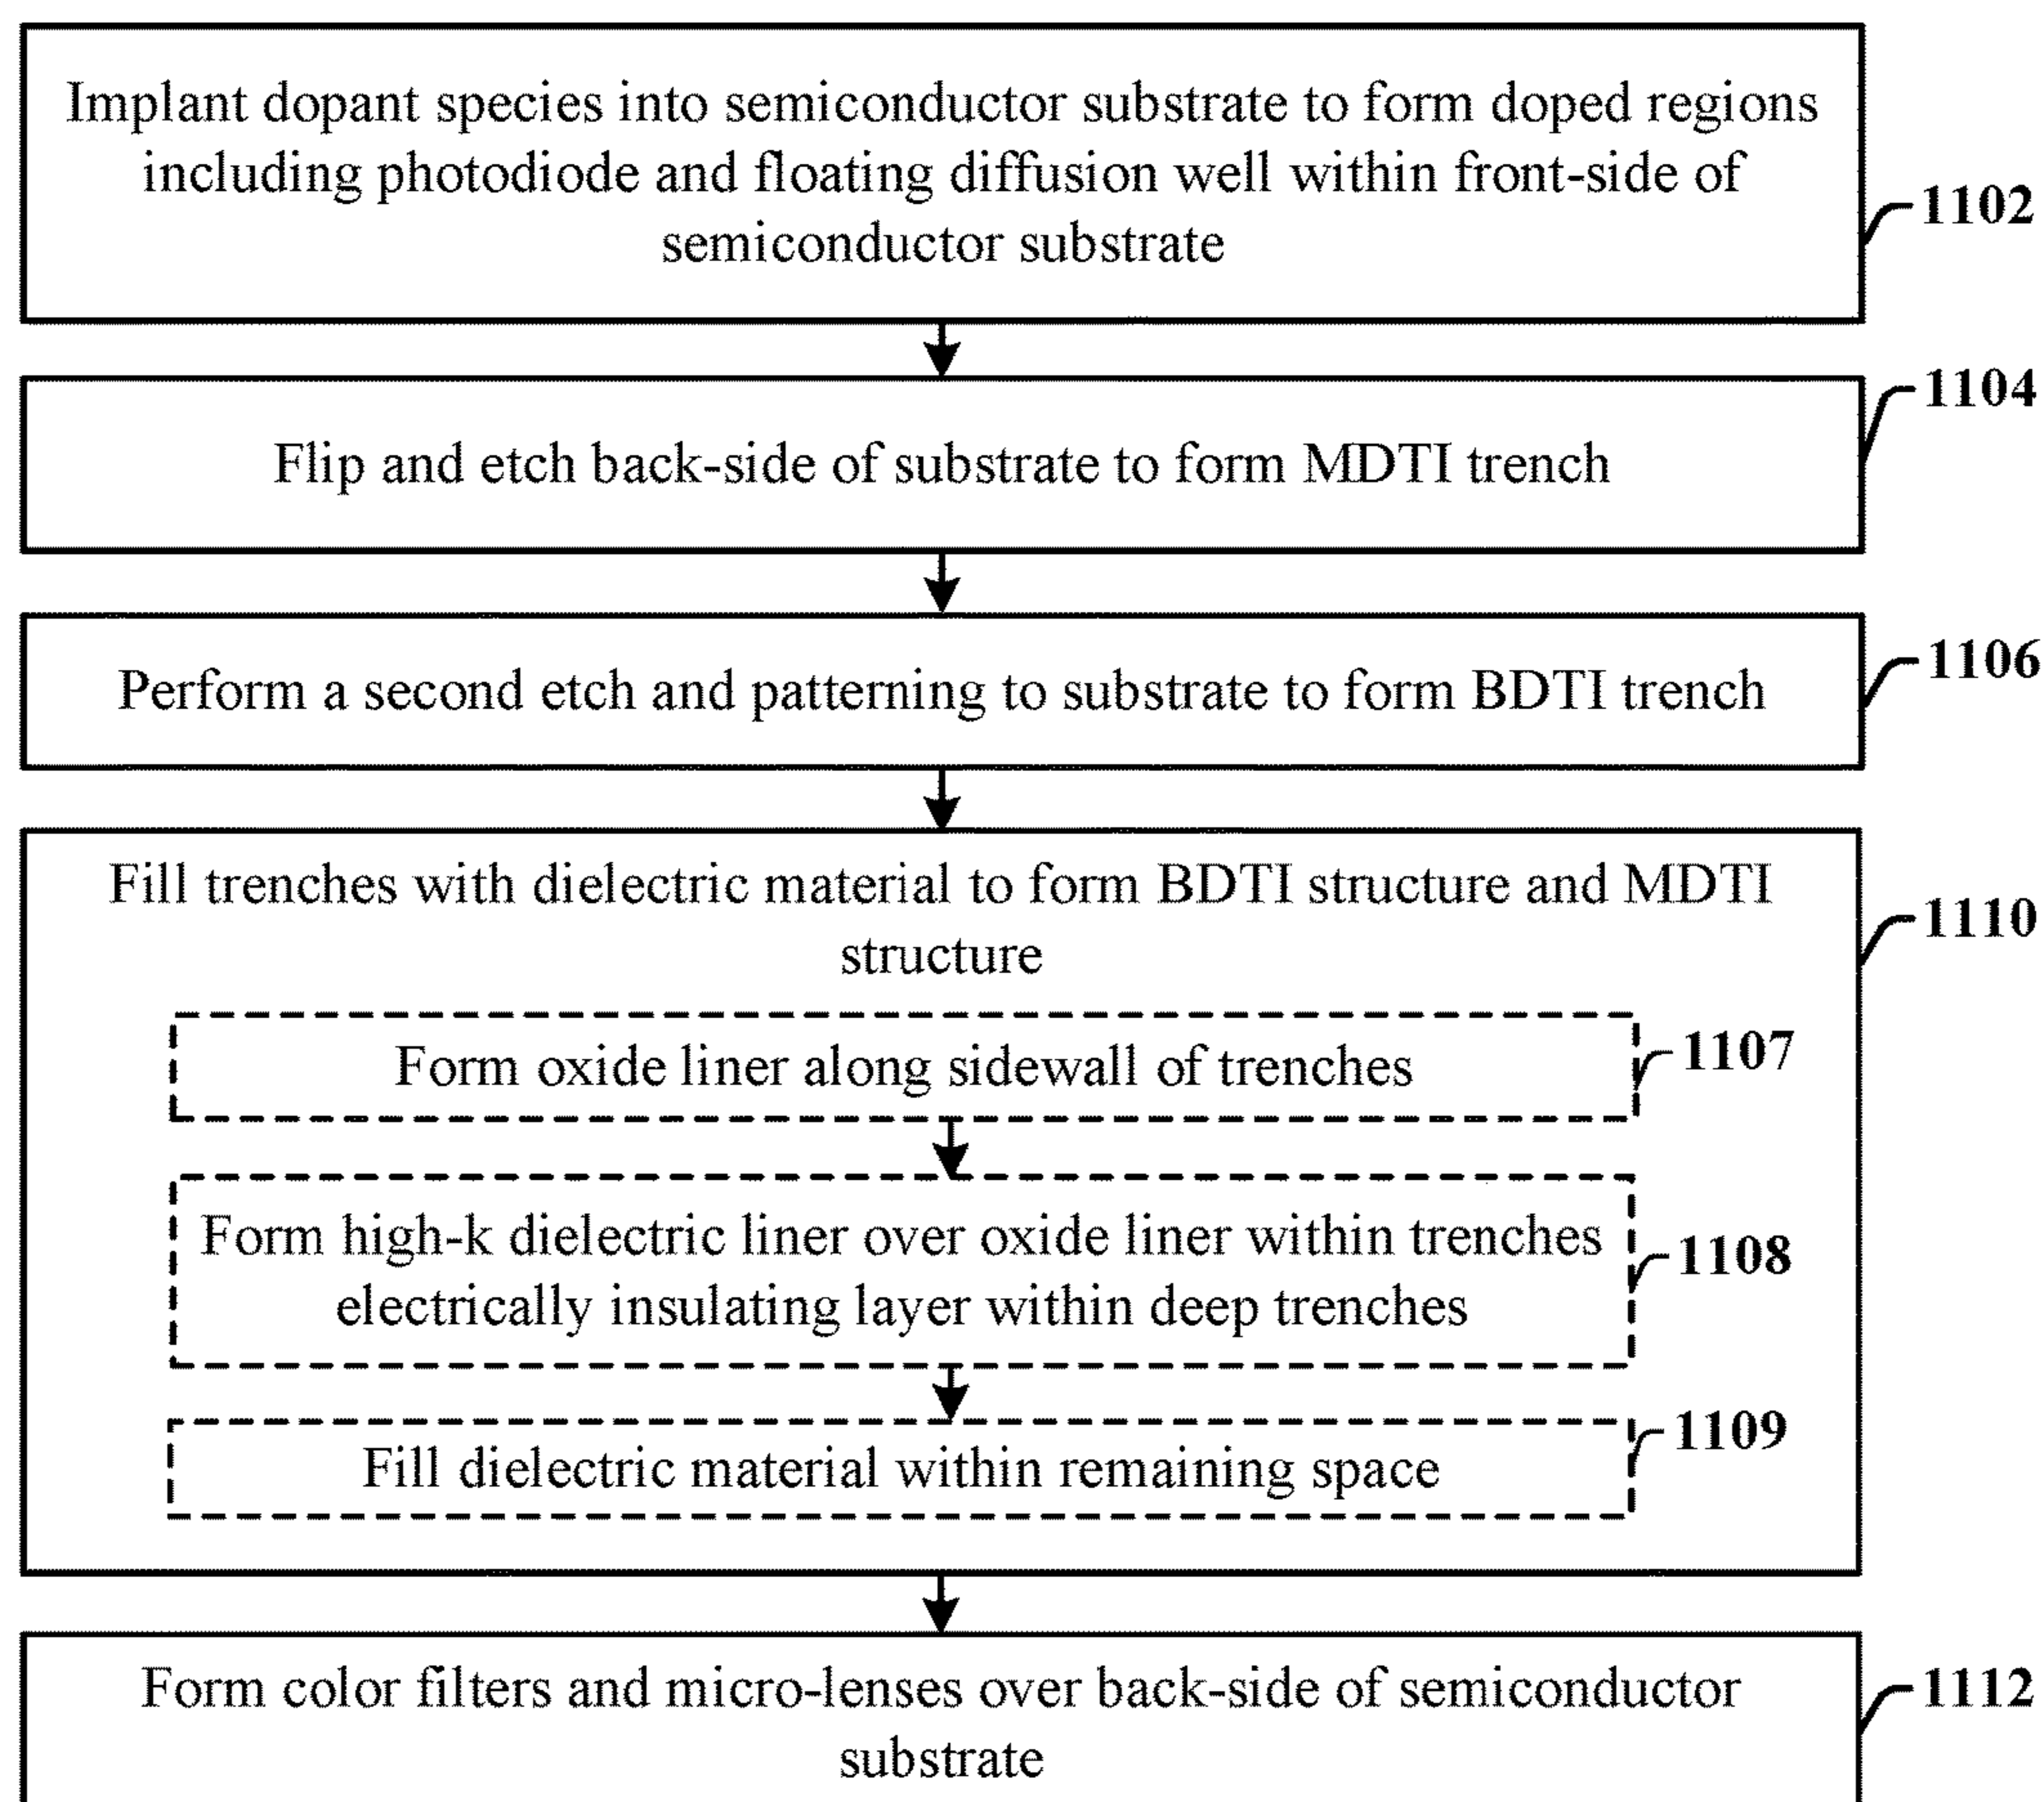 Implant dopant species into semiconductor substrate to form doped regions
including photodiode and floating diffusion well within front-side of
semiconductor substrate
1102
1104
Flip and etch back-side of substrate to form MDTI trench
1106
Perform a second etch and patterning to substrate to form BDTI trench
Fill trenches with dielectric material to form BDTI structure and MDTI
structure
1110
Form oxide liner along sidewall of trenches
1107
Form high-k dielectric liner over oxide liner within trenches
electrically insulating layer within deep trenches
1108
Fill dielectric material within remaining space
1109
Form color filters and micro-lenses over back-side of semiconductor
substrate
1112